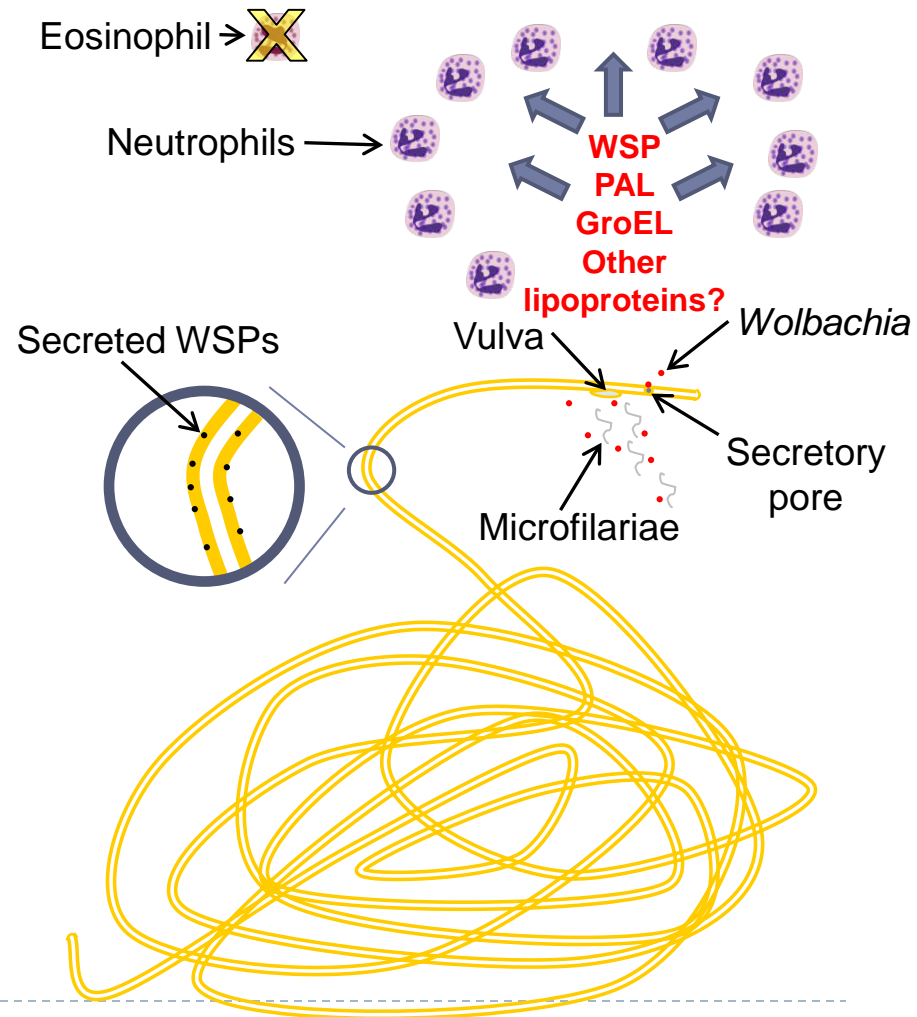 Eosinophil
Neutrophils
WSP
PAL
GroEL
Other
lipoproteins?
Secreted WSPs
Vulva
Wolbachia
Secretory
pore
Microfilariae